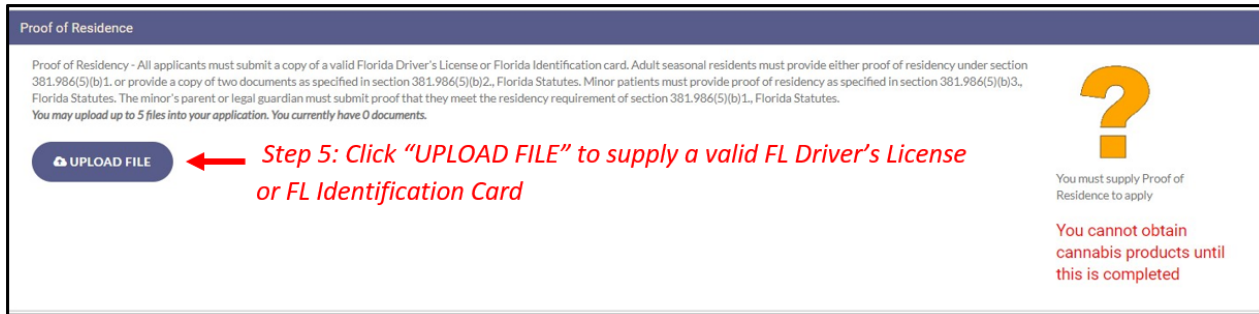 Proof of Residence
Proof of Residency - All applicants must submit a copy of a valid Florida Driver's License or Florida Identification card. Adult seasonal residents must provide either proof of residency under section
381.986(5)(b)1. or provide a copy of two documents as specified in section 381.986(5)(b)2., Florida Statutes. Minor patients must provide proof of residency as specified in section 381.986(5)(b)3.,
Florida Statutes. The minor's parent or legal guardian must submit proof that they meet the residency requirement of section 381.986(5)(b)1., Florida Statutes.
You may upload up to 5 files into your application. You currently have 0 documents.
UPLOAD FILE
Step 5: Click “UPLOAD FILE” to supply a valid FL Driver’s License
or FL Identification Card
?
You must supply Proof of
Residence to apply
You cannot obtain
cannabis products until
this is completed